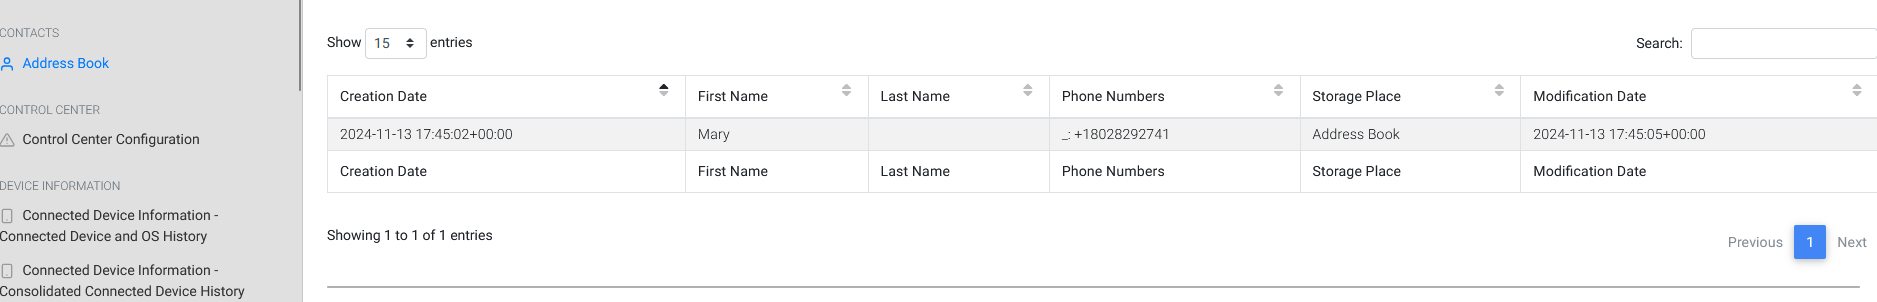 CONTACTS
Address Book
CONTROL CENTER
Control Center Configuration
DEVICE INFORMATION
Connected Device Information -
Connected Device and OS History
Connected Device Information -
Consolidated Connected Device History
Show 15 entries
Search:
Creation Date First Name Last Name Phone Numbers Storage Place Modification Date
2024-11-13 17:45:02+00:00 Mary _: +18028292741 Address Book 2024-11-13 17:45:05+00:00
Creation Date First Name Last Name Phone Numbers Storage Place Modification Date
Showing 1 to 1 of 1 entries
Previous 1 Next